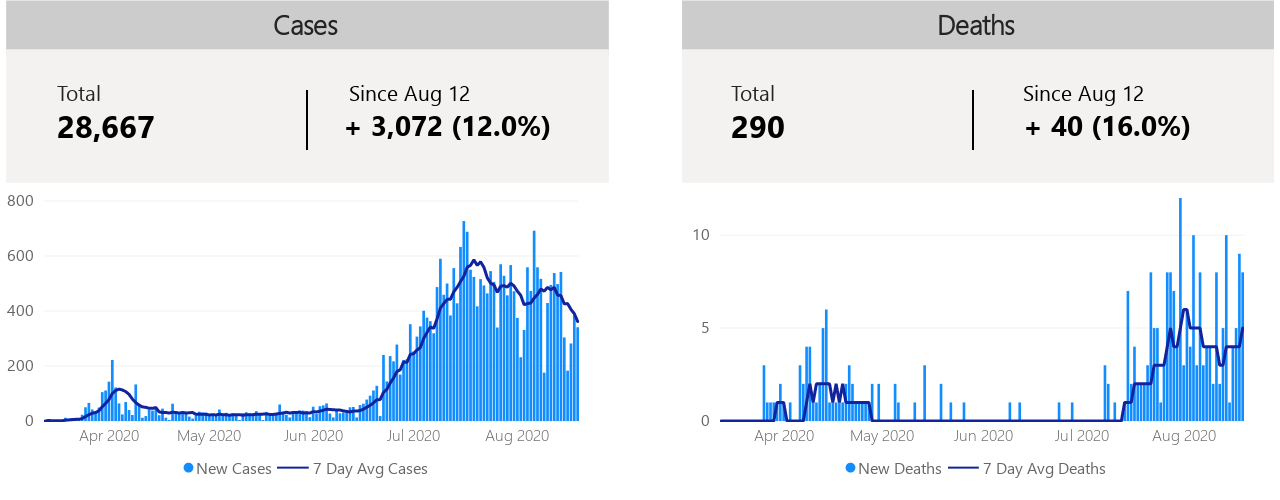 Cases
Total
Since Aug 12
28,667
+ 3,072 (12.0%)
800
600
400
200
0
Apr 2020 May 2020 Jun 2020 Jul 2020 Aug 2020
New Cases 7 Day Avg Cases
Deaths
Total
Since Aug 12
290
+ 40 (16.0%)
10
5
0
Apr 2020 May 2020 Jun 2020 Jul 2020 Aug 2020
New Deaths 7 Day Avg Deaths